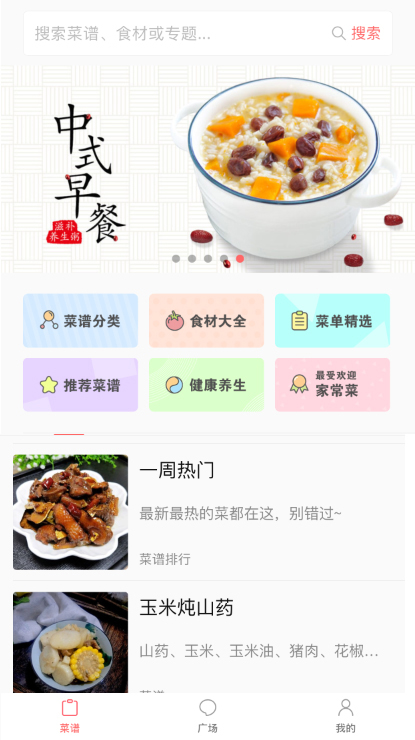 搜索菜谱、食材或专题...
搜索
中式早餐
滋补
养生粥
菜谱分类
食材大全
菜单精选
推荐菜谱
健康养生
最受欢迎
家常菜
一周热门
最新最热的菜都在这，别错过~
菜谱排行
玉米炖山药
山药、玉米、玉米油、猪肉、花椒...
菜谱
广场
我的